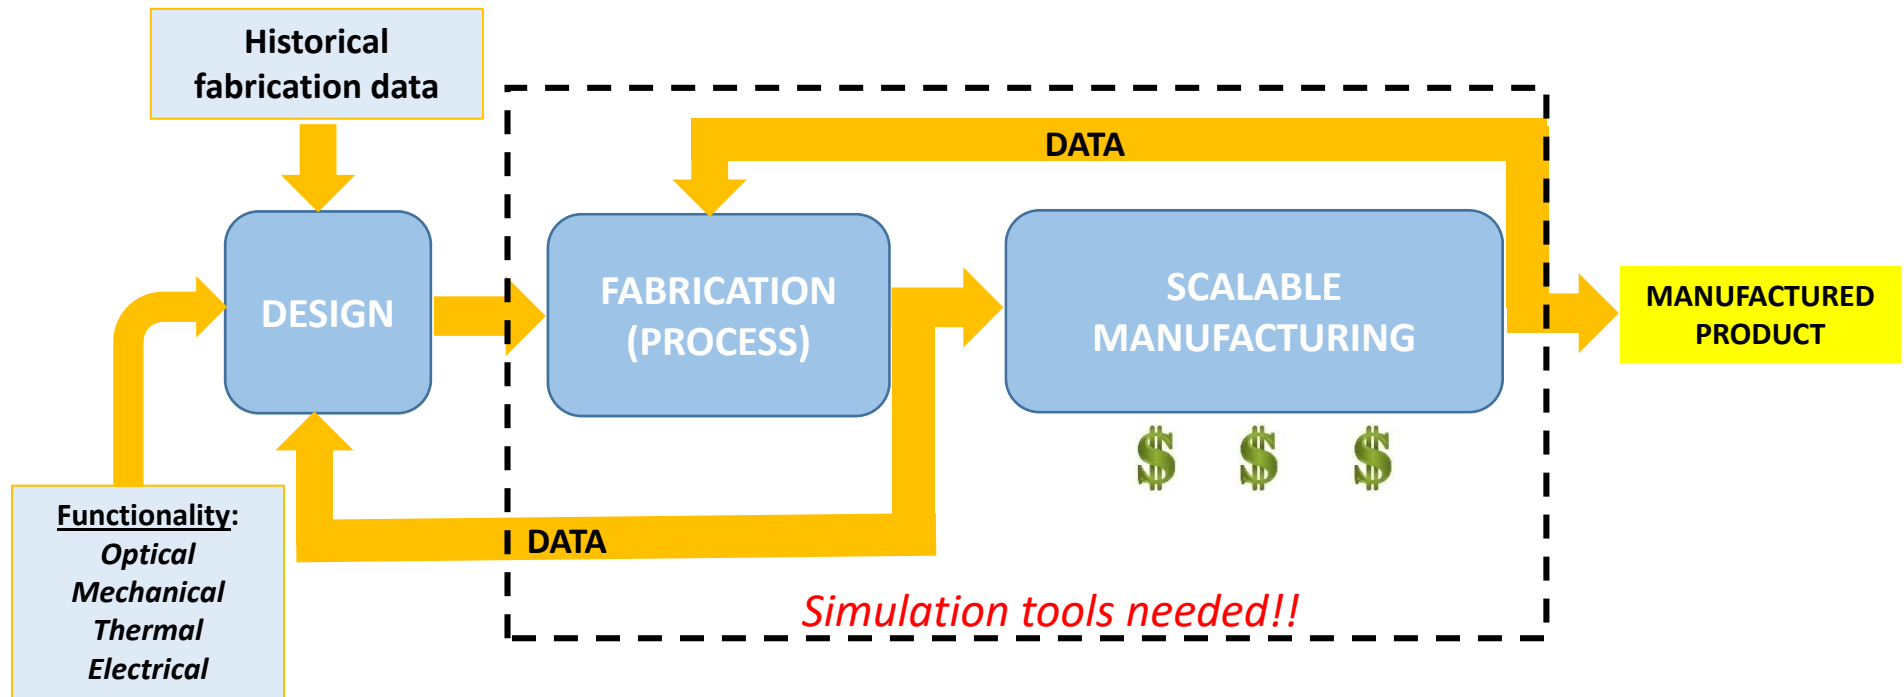 Historical
fabrication data
DATA
DESIGN
FABRICATION
(PROCESS)
SCALABLE
MANUFACTURING
MANUFACTURED
PRODUCT
$ $ $
Functionality:
Optical
Mechanical
Thermal
Electrical
DATA
Simulation tools needed!!